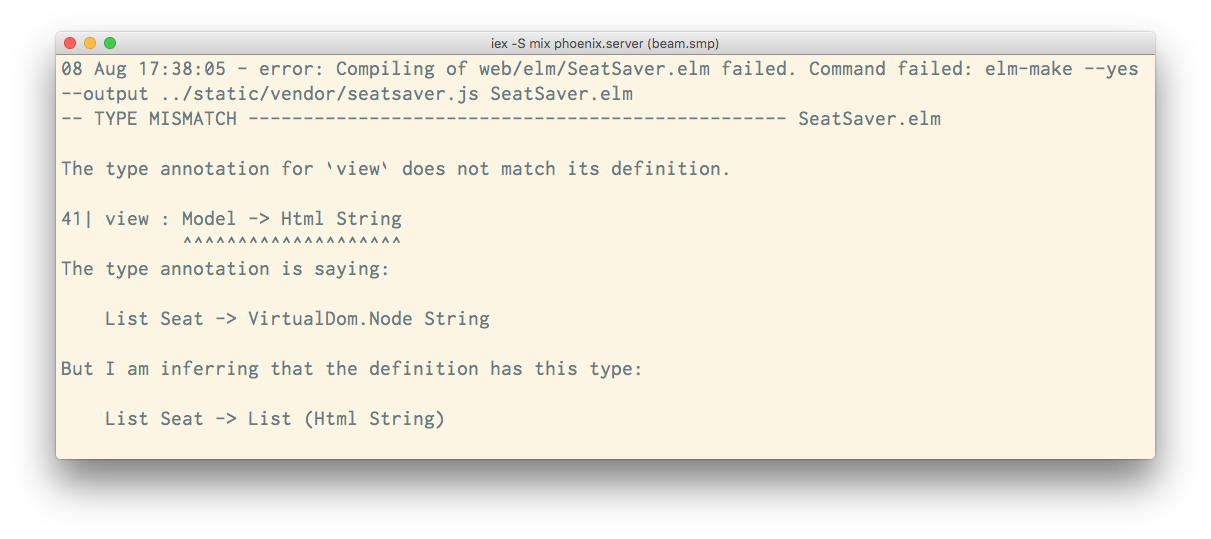 iex -S mix phoenix.server (beam.smp)
08 Aug 17:38:05 - error: Compiling of web/elm/SeatSaver.elm failed. Command failed: elm-make --yes
--output ../static/vendor/seatsaver.js SeatSaver.elm
-- TYPE MISMATCH ------------------------------------------------- SeatSaver.elm
The type annotation for `view` does not match its definition.
41| view : Model -> Html String
^^^^^^^^^^^^^^^^^^^^
The type annotation is saying:
List Seat -> VirtualDom.Node String
But I am inferring that the definition has this type:
List Seat -> List (Html String)